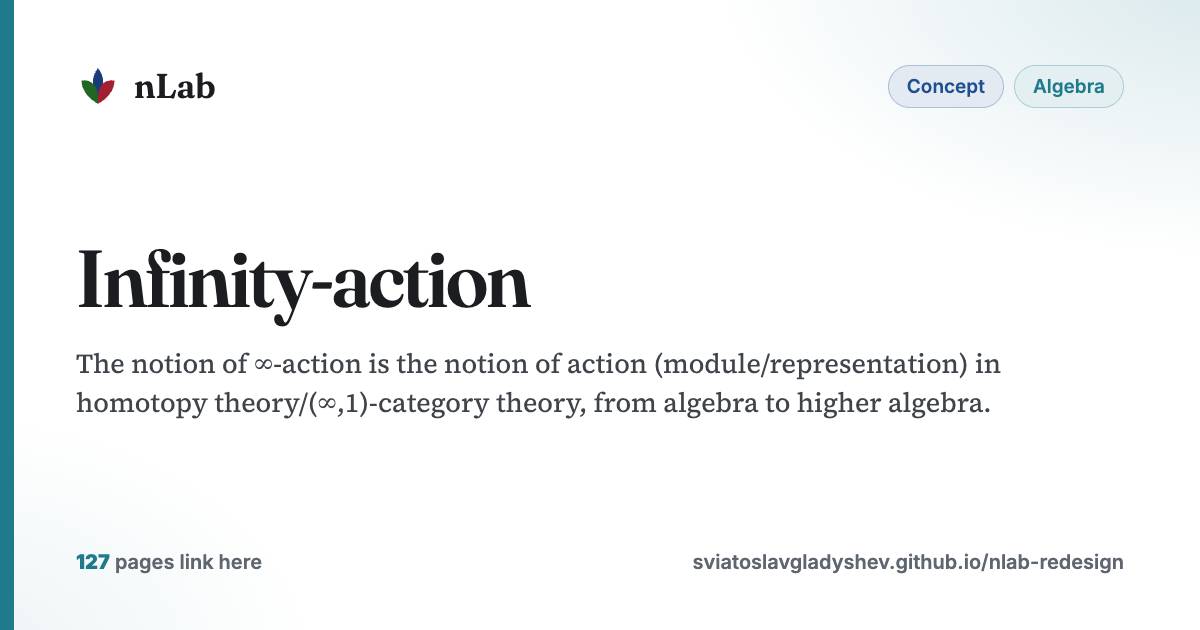 nLab
Concept
Algebra
Infinity-action
The notion of ∞-action is the notion of action (module/representation) in
homotopy theory/(∞,1)-category theory, from algebra to higher algebra.
127 pages link here
sviatoslavgladyshev.github.io/nlab-redesign